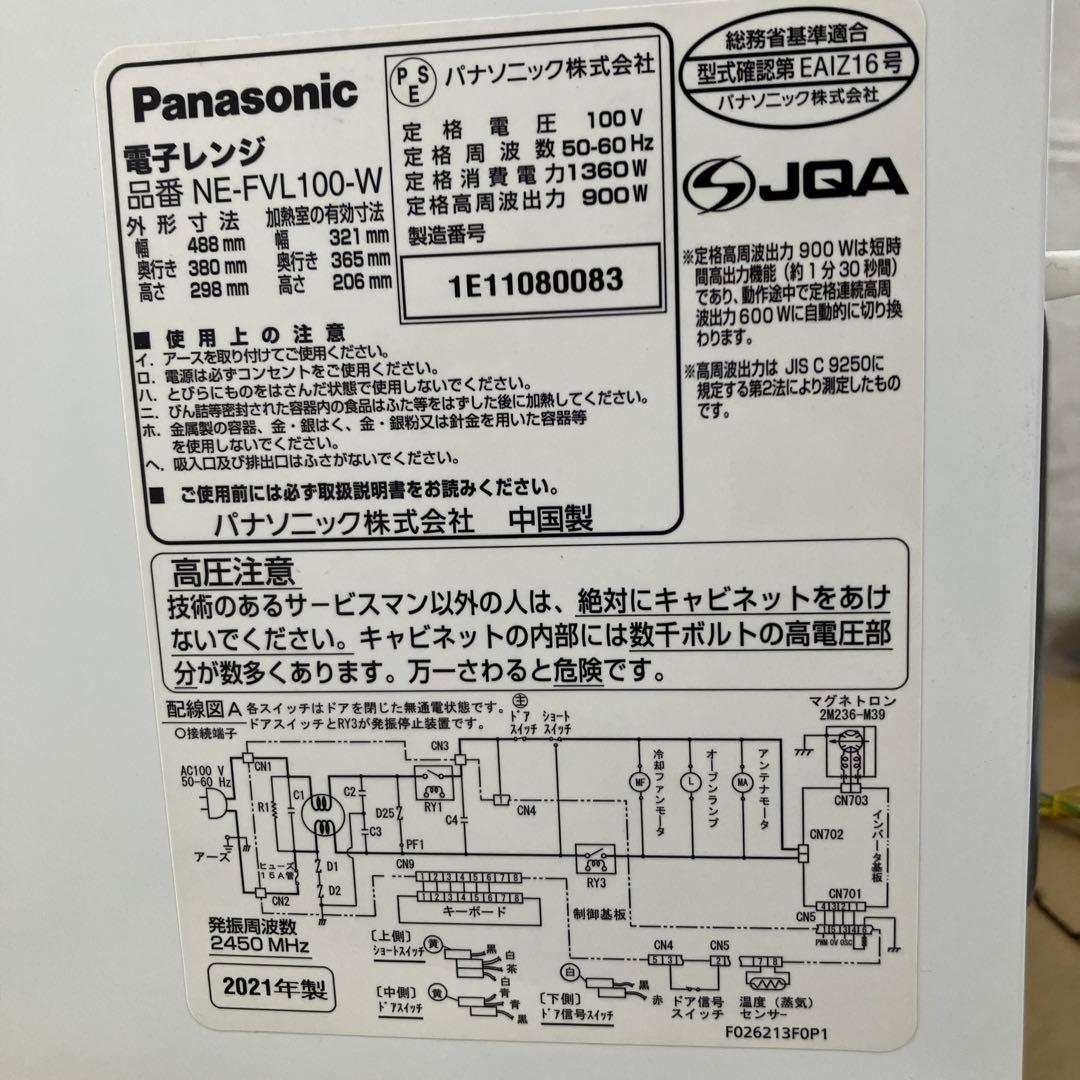 Panasonic
電子レンジ
品番 NE-FVL100-W
外形寸法 加熱室の有効寸法
幅 488 mm 幅 321 mm
奥行き 380 mm 奥行き 365 mm
高さ 298 mm 高さ 206 mm
PSE パナソニック株式会社
定格電圧 100 V
定格周波数 50-60 Hz
定格消費電力 1360 W
定格高周波出力 900 W
製造番号
1E11080083
総務省基準適合
型式確認第 EAIZ16号
パナソニック株式会社
JQA
※定格高周波出力 900 Wは短時
間高出力機能（約１分30秒間）
であり、動作途中で定格連続高周
波出力 600 Wに自動的に切り換
わります。
※高周波出力は JIS C 9250に
規定する第2法により測定したもの
です。
■ 使用上の注意
イ．アースを取り付けてご使用ください。
ロ．電源は必ずコンセントをご使用ください。
ハ．とびらにものをはさんだ状態で使用しないでください。
ニ．びん詰等密封された容器内の食品はふた等をはずした後に加熱してください。
ホ．金属製の容器、金・銀はく、金・銀粉又は針金を用いた容器等
を使用しないでください。
ヘ．吸入口及び排出口はふさがないでください。
■ ご使用前には必ず取扱説明書をお読みください。
パナソニック株式会社 中国製
高圧注意
技術のあるサービスマン以外の人は、絶対にキャビネットをあけ
ないでください。キャビネットの内部には数千ボルトの高電圧部
分が数多くあります。万一さわると危険です。
配線図A 各スイッチはドアを閉じた無通電状態です。
ドアスイッチとRY3が発振停止装置です。
○接続端子
主
ドアスイッチ
ショートスイッチ
マグネトロン
2M236-M39
AC100 V
50-60 Hz
CN1
R1
C1
C2
C3
D25
PF1
RY1
CN3
C4
CN4
冷却ファンモータ
MF
オーブンランプ
L
アンテナモータ
MA
CN703
CN702
インバータ基板
アース
ヒューズ
15A管
D1
D2
CN2
CN9
12345678
12345678
キーボード
RY3
制御基板
CN701
4321
CN5
PWM 0V OSC
発振周波数
2450 MHz
2021年製
〔上側〕
ショートスイッチ
黄
黒
白
茶
〔中側〕
ドアスイッチ
黄
白
青
青
黒
〔下側〕
ドア信号スイッチ
白
黒
赤
CN4
531
CN5
21
ドア信号
スイッチ
178
温度（蒸気）
センサー
F026213F0P1